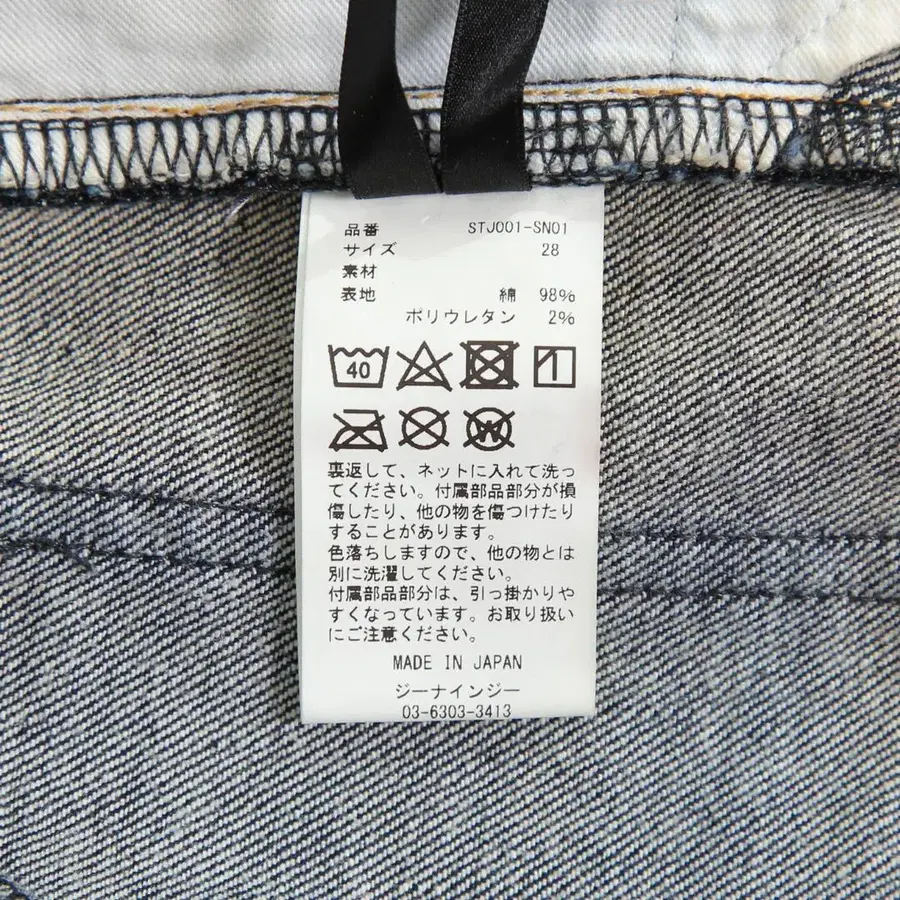 品番 STJ001-SN01
サイズ 28
素材
表地 綿 98%
ポリウレタン 2%
40
W
裏返して、ネットに入れて洗っ
てください。付属部品部分が損
傷したり、他の物を傷つけたり
することがあります。
色落ちしますので、他の物とは
別に洗濯してください。
付属部品部分は、引っ掛かりや
すくなっています。お取り扱い
にご注意ください。
MADE IN JAPAN
ジーナインジー
03-6303-3413